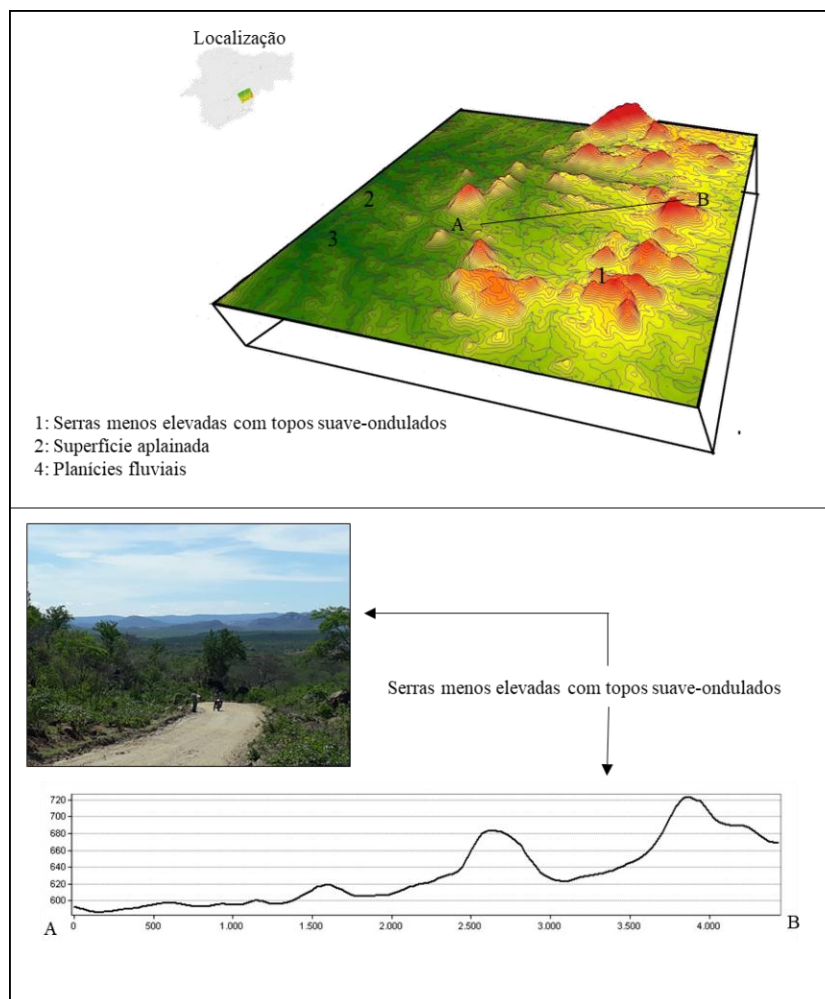 Localização
B
2
A
3
1
1: Serras menos elevadas com topos suave-ondulados
2: Superfície aplainada
4: Planícies fluviais
Serras menos elevadas com topos suave-ondulados
720
700
680
660
640
620
600
A
0
500
1.000
1.500
2.000
2.500
3.000
3.500
4.000
B